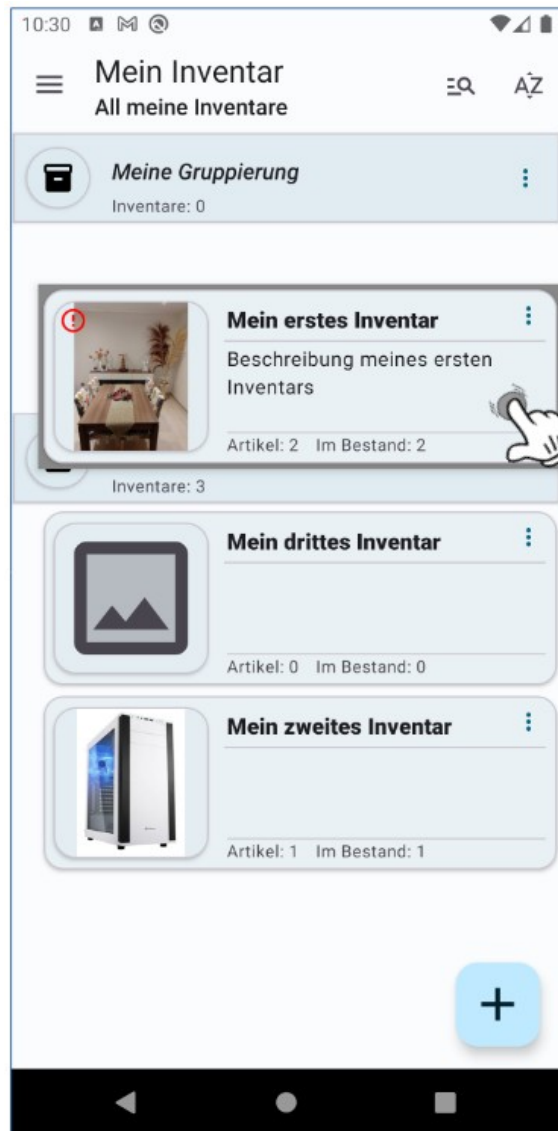 10:30
Mein Inventar
All meine Inventare
AZ
Meine Gruppierung
Inventare: 0
Mein erstes Inventar
Beschreibung meines ersten
Inventars
Artikel: 2 Im Bestand: 2
Inventare: 3
Mein drittes Inventar
Artikel: 0 Im Bestand: 0
Mein zweites Inventar
Artikel: 1 Im Bestand: 1